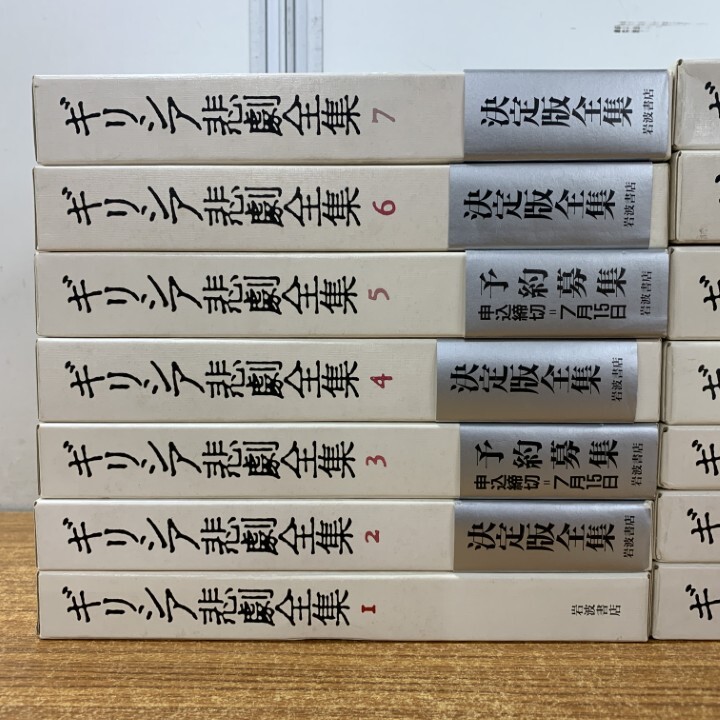 ギリシア悲劇全集 7 決定版全集 岩波書店
ギリシア悲劇全集 6 決定版全集 岩波書店
ギリシア悲劇全集 5 予約募集 申込締切=7月15日 岩波書店
ギリシア悲劇全集 4 決定版全集 岩波書店
ギリシア悲劇全集 3 予約募集 申込締切=7月15日 岩波書店
ギリシア悲劇全集 2 決定版全集 岩波書店
ギリシア悲劇全集 1 岩波書店
ギ
ギ
ギ
ギ
ギ
ギ